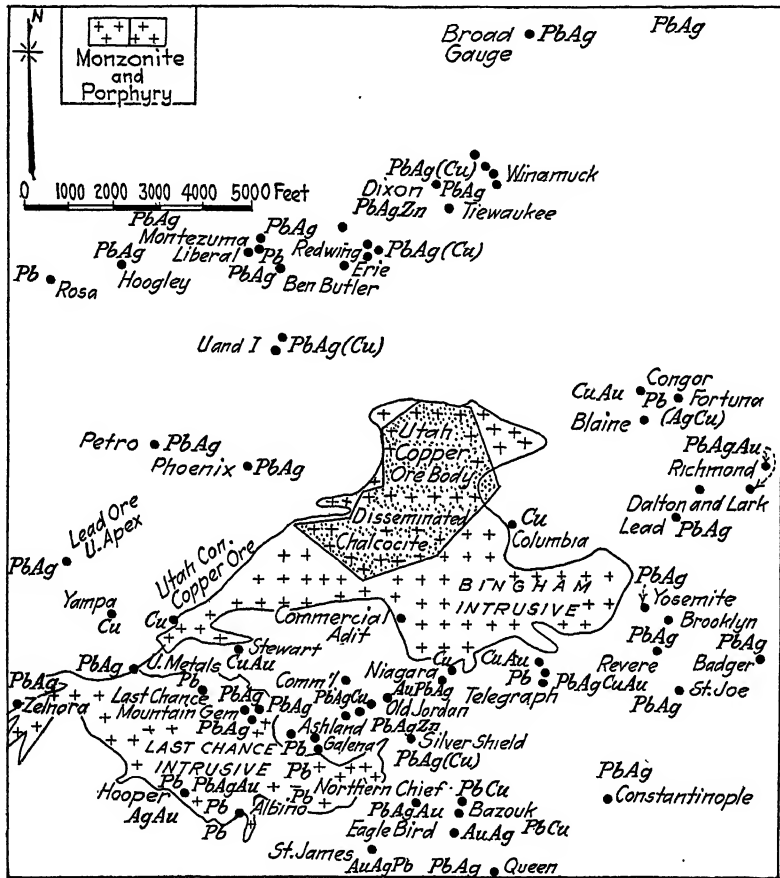 N
Monzonite
and
Porphyry
Broad
Gauge
PbAg
PbAg
0 1000 2000 3000 4000 5000 Feet
PbAg(Cu)
Winamuck
Dixon
PbAg
PbAgZn
Tiewaukee
PbAg
Montezuma
PbAg
Liberal
Pb
Redwing
PbAg(Cu)
PbAg
Hoogley
PbAg
Ben Butler
Erie
Pb
Rosa
U and I
PbAg(Cu)
CuAu
Congor
Pb
Fortuna
Blaine
(AgCu)
PbAgAu
Richmond
Petro
PbAg
Phoenix
PbAg
Utah
Copper
Ore Body
Disseminated
Chalcocite
Dalton and Lark
Lead
PbAg
Cu
Columbia
Lead Ore
U. Apex
PbAg
Utah Con.
Copper Ore
Yampa
Cu
Cu
BINGHAM
INTRUSIVE
Commercial
Adit
PbAg
Yosemite
Brooklyn
PbAg
Revere
PbAg
Badger
Stewart
CuAu
PbAg
U. Metals
Comm'l
Niagara
Cu
CuAu
Pb
Telegraph
PbAgCuAu
St. Joe
PbAg
PbAg
Zelnora
Last Chance
Pb
Mountain Gem
PbAg
PbAg
PbAg
PbAgCu
AuPbAg
Old Jordan
Ashland
PbAgZn
LAST CHANCE
INTRUSIVE
Pb
Galena
Silver Shield
PbAg(Cu)
Pb
Pb
Hooper
AgAu
Pb
PbAgAu
Pb
Albino
Pb
Northern Chief
PbCu
PbAgAu
Bazouk
PbAg
Constantinople
Eagle Bird
AuAg
PbCu
St. James
AuAgPb
PbAg
Queen